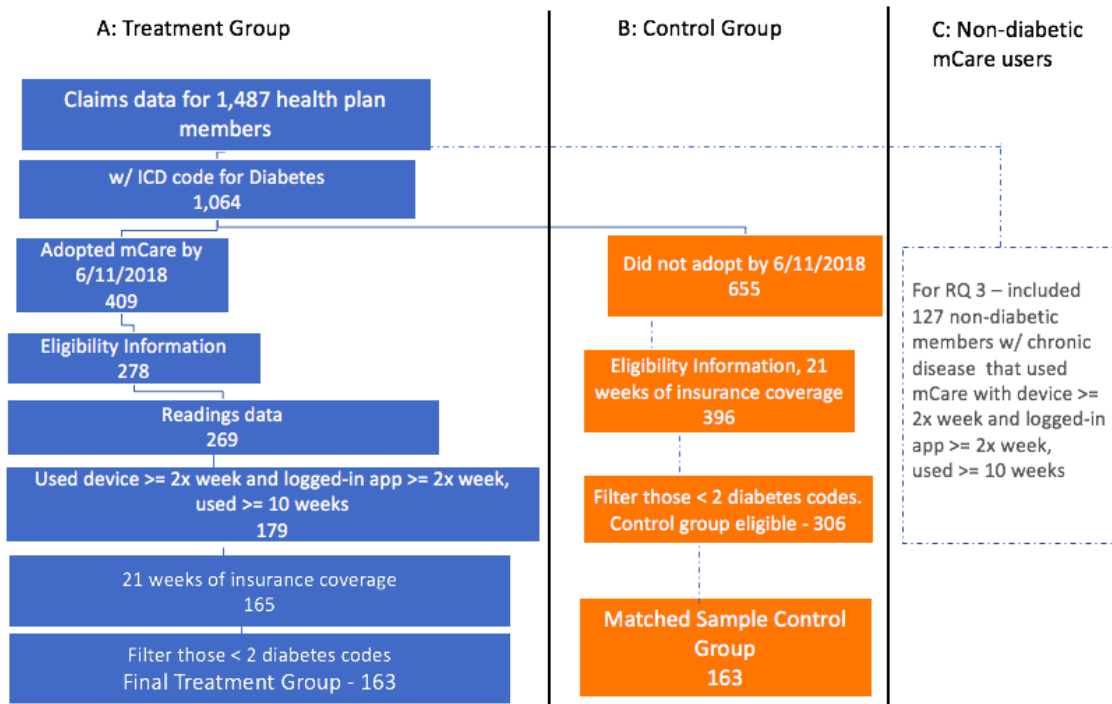 A: Treatment Group
Claims data for 1,487 health plan
members
w/ ICD code for Diabetes
1,064
Adopted mCare by
6/11/2018
409
Eligibility Information
278
Readings data
269
Used device >= 2x week and logged-in app >= 2x week,
used >= 10 weeks
179
21 weeks of insurance coverage
165
Filter those < 2 diabetes codes
Final Treatment Group - 163
B: Control Group
Did not adopt by 6/11/2018
655
Eligibility Information, 21
weeks of insurance coverage
396
Filter those < 2 diabetes codes.
Control group eligible - 306
Matched Sample Control
Group
163
C: Non-diabetic
mCare users
For RQ 3 – included
127 non-diabetic
members w/ chronic
disease that used
mCare with device >=
2x week and logged-in
app >= 2x week,
used >= 10 weeks